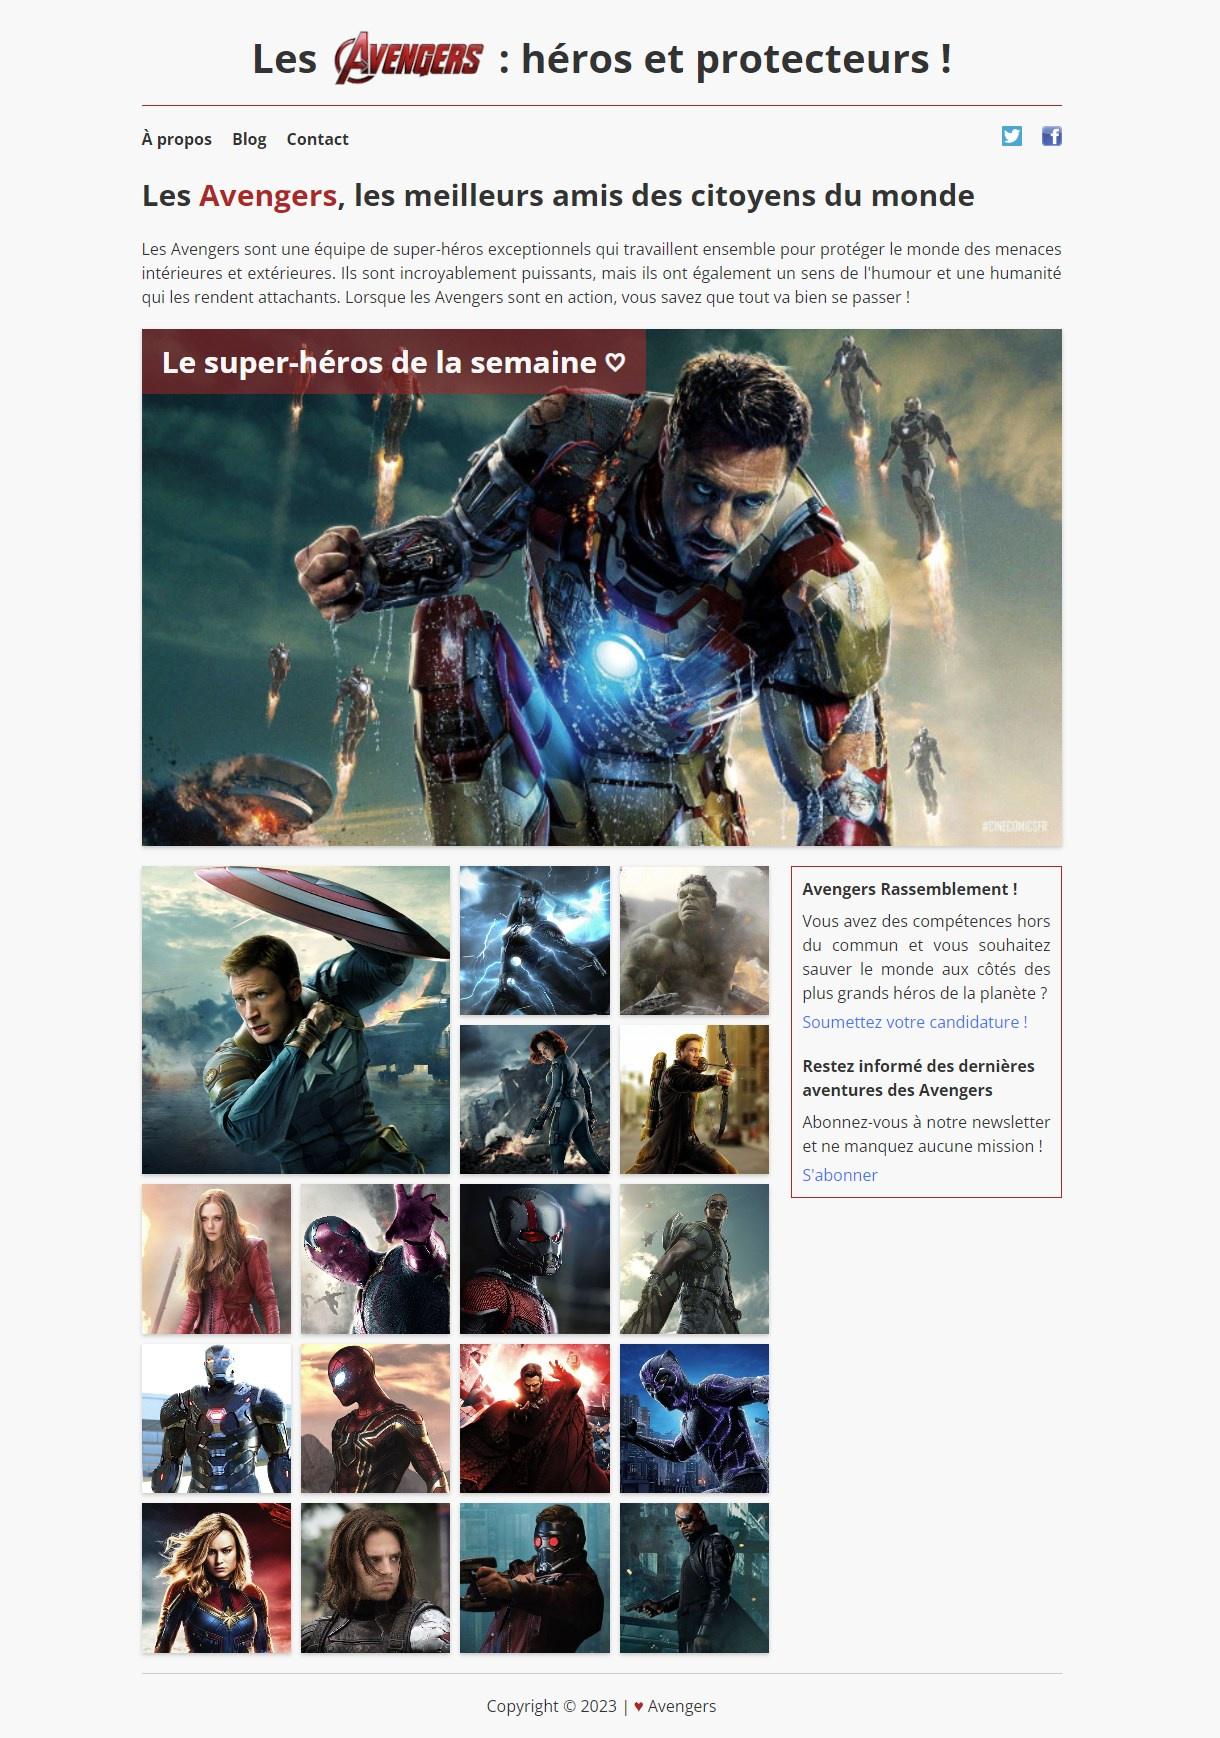 Les AVENGERS : héros et protecteurs !
À propos Blog Contact
Les Avengers, les meilleurs amis des citoyens du monde
Les Avengers sont une équipe de super-héros exceptionnels qui travaillent ensemble pour protéger le monde des menaces
intérieures et extérieures. Ils sont incroyablement puissants, mais ils ont également un sens de l'humour et une humanité
qui les rendent attachants. Lorsque les Avengers sont en action, vous savez que tout va bien se passer !
Le super-héros de la semaine ♡
#CINECOMICSFR
Avengers Rassemblement !
Vous avez des compétences hors
du commun et vous souhaitez
sauver le monde aux côtés des
plus grands héros de la planète ?
Soumettez votre candidature !
Restez informé des dernières
aventures des Avengers
Abonnez-vous à notre newsletter
et ne manquez aucune mission !
S'abonner
Copyright © 2023 | ♥ Avengers